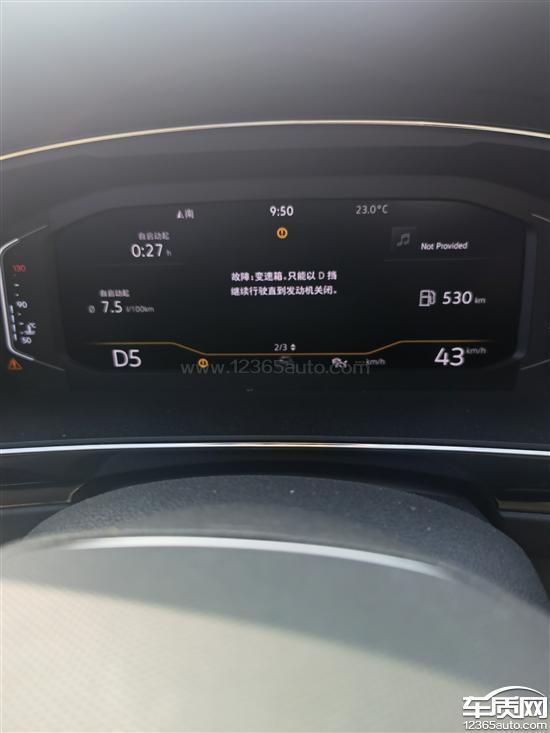 南
9:50
23.0°C
自启动起
0:27 h
Not Provided
故障：变速箱，只能以 D 挡
继续行驶直到发动机关闭。
130
90
50
自启动起
Ø 7.5 l/100km
530 km
2/3
D5
--- km/h
43 km/h
www.12365auto.com
车质网
12365auto.com